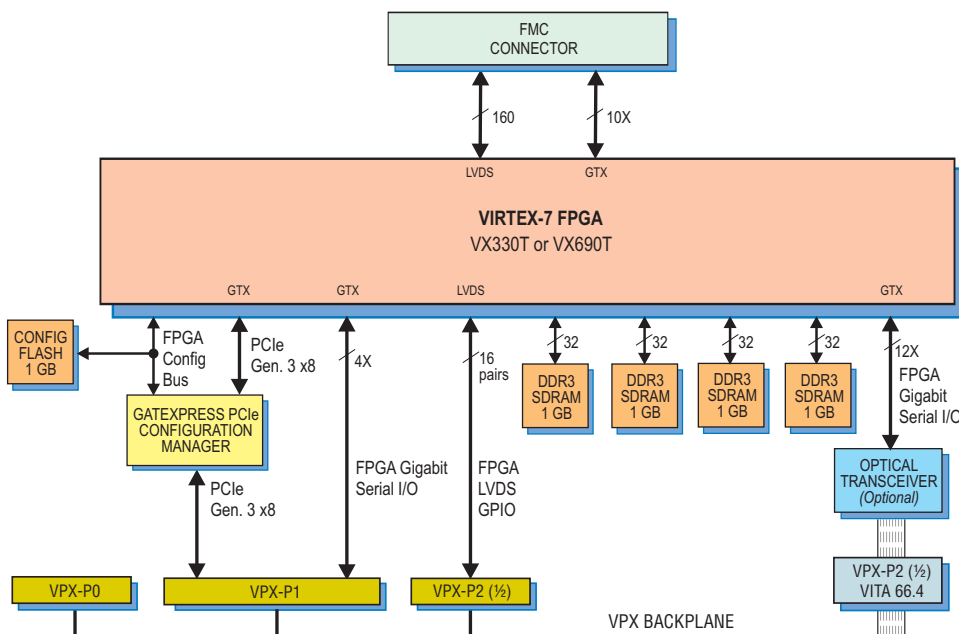 FMC
CONNECTOR
160
10X
LVDS
GTX
VIRTEX-7 FPGA
VX330T or VX690T
GTX
GTX
LVDS
GTX
CONFIG
FLASH
1 GB
FPGA
Config
Bus
PCIe
Gen. 3 x8
4X
16
pairs
32
32
32
32
12X
FPGA
Gigabit
Serial I/O
DDR3
SDRAM
1 GB
DDR3
SDRAM
1 GB
DDR3
SDRAM
1 GB
DDR3
SDRAM
1 GB
GATEXPRESS PCIe
CONFIGURATION
MANAGER
PCIe
Gen. 3 x8
FPGA Gigabit
Serial I/O
FPGA
LVDS
GPIO
OPTICAL
TRANSCEIVER
(Optional)
VPX-P0
VPX-P1
VPX-P2 (½)
VPX-P2 (½)
VITA 66.4
VPX BACKPLANE